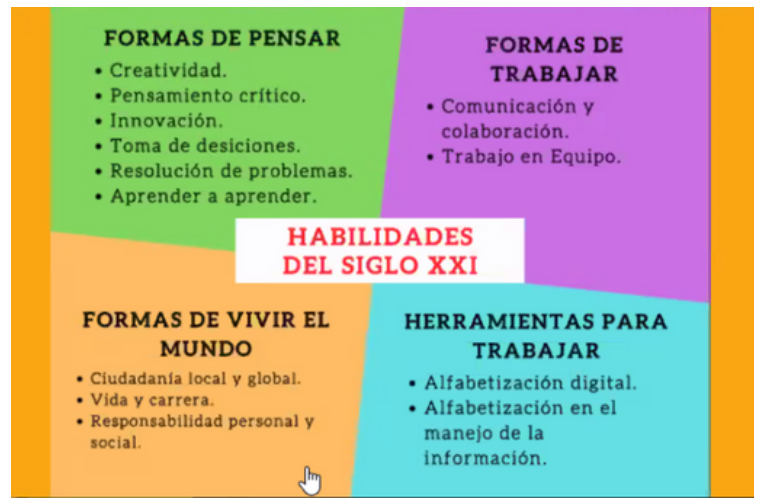 FORMAS DE PENSAR
• Creatividad.
• Pensamiento crítico.
• Innovación.
• Toma de desiciones.
• Resolución de problemas.
• Aprender a aprender.
FORMAS DE
TRABAJAR
• Comunicación y
colaboración.
• Trabajo en Equipo.
HABILIDADES
DEL SIGLO XXI
FORMAS DE VIVIR EL
MUNDO
• Ciudadanía local y global.
• Vida y carrera.
• Responsabilidad personal y
social.
HERRAMIENTAS PARA
TRABAJAR
• Alfabetización digital.
• Alfabetización en el
manejo de la
información.